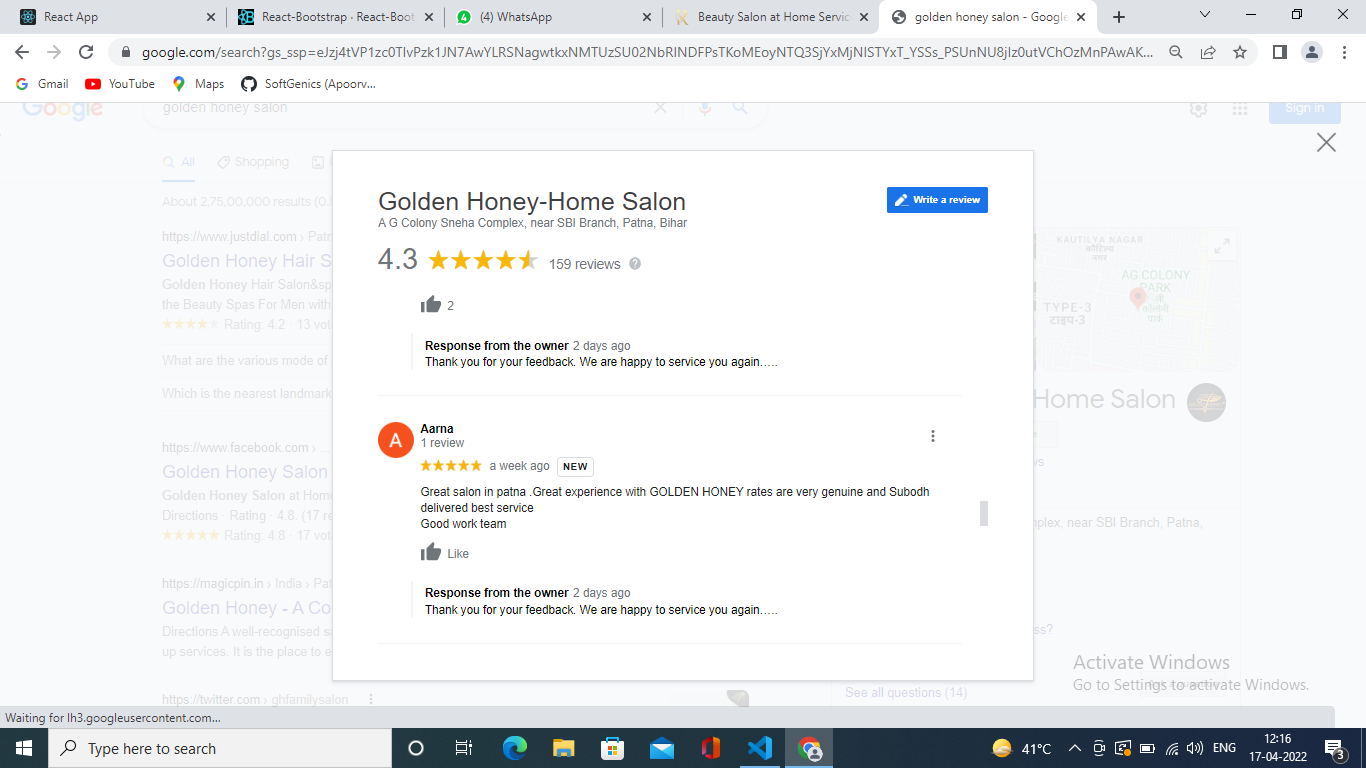 React App
React-Bootstrap · React-Boot
(4) WhatsApp
Beauty Salon at Home Servic
golden honey salon - Google
google.com/search?gs_ssp=eJzj4tVP1zc0TIvPzk1JN7AwYLRSNagwtkxNMTUzSU02NbRINDFPsTKoMEoyNTQ3SjYxMjNISTYxT_YSSs_PSUnNU8jIz0utVChOzMnPAwAK...
Gmail
YouTube
Maps
SoftGenics (Apoorv...
Google
golden honey salon
Sign in
All
Shopping
About 2,75,00,000 results (0.
https://www.justdial.com › Patn
Golden Honey Hair S
Golden Honey Hair Salon&sp
the Beauty Spas For Men with
Rating: 4.2 · 13 vot
What are the various mode of
Which is the nearest landmark
https://www.facebook.com › ...
Golden Honey Salon
Golden Honey Salon at Home
Directions · Rating · 4.8. (17 re
Rating: 4.8 · 17 vot
https://magicpin.in › India › Pat
Golden Honey - A Co
Directions A well-recognised sa
up services. It is the place to e
https://twitter.com › ghfamilysalon
Golden Honey-Home Salon
Write a review
A G Colony Sneha Complex, near SBI Branch, Patna, Bihar
4.3
159 reviews
2
Response from the owner 2 days ago
Thank you for your feedback. We are happy to service you again…..
A
Aarna
1 review
a week ago
NEW
Great salon in patna .Great experience with GOLDEN HONEY rates are very genuine and Subodh
delivered best service
Good work team
Like
Response from the owner 2 days ago
Thank you for your feedback. We are happy to service you again…..
KAUTILYA NAGAR
कौटिल्य
नगर
AG COLONY
PARK
ए जी
कॉलोनी
पार्क
TYPE-3
टाइप-3
Home Salon
mplex, near SBI Branch, Patna,
ss?
See all questions (14)
Activate Windows
Go to Settings to activate Windows.
Waiting for lh3.googleusercontent.com...
Type here to search
41°C
ENG
12:16
17-04-2022
3